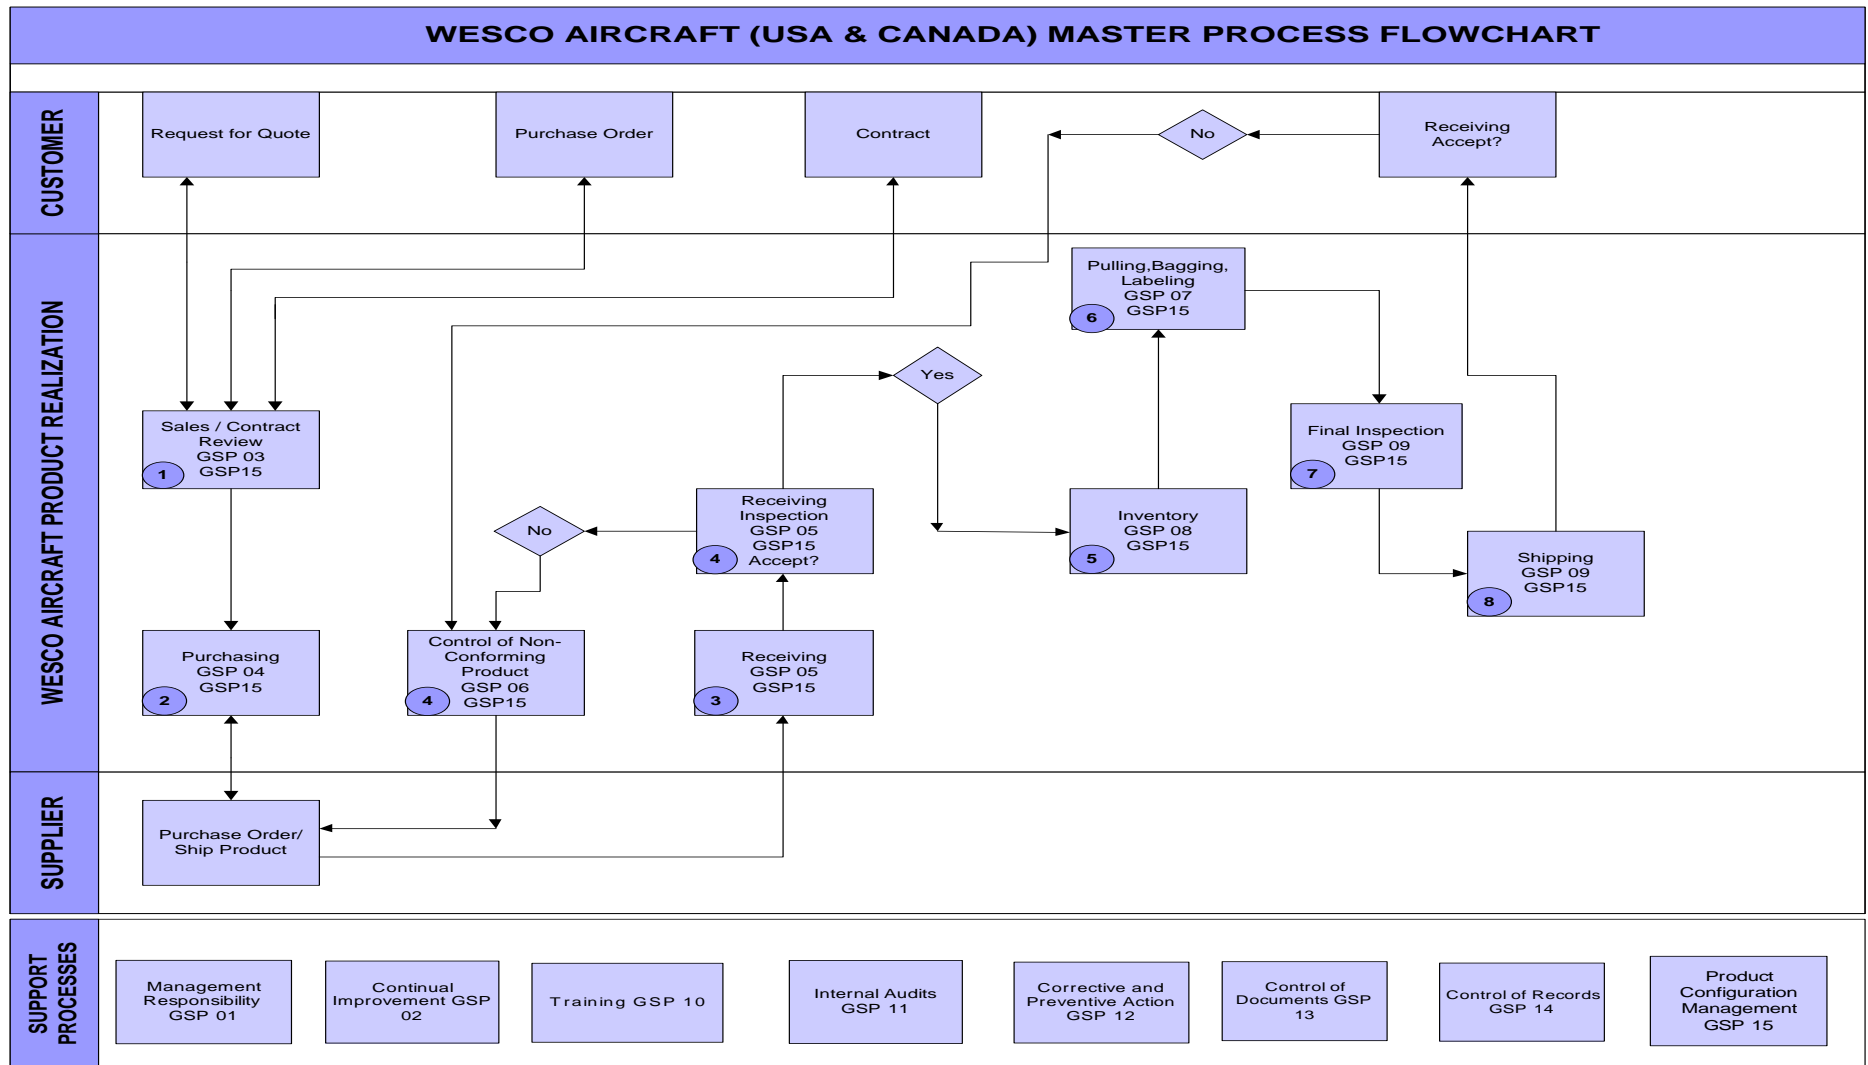 WESCO AIRCRAFT (USA & CANADA) MASTER PROCESS FLOWCHART
CUSTOMER
Request for Quote
Purchase Order
Contract
No
Receiving
Accept?
WESCO AIRCRAFT PRODUCT REALIZATION
Pulling,Bagging,
Labeling
GSP 07
GSP15
6
Yes
Sales / Contract
Review
GSP 03
GSP15
1
Final Inspection
GSP 09
GSP15
7
No
Receiving
Inspection
GSP 05
GSP15
Accept?
4
Inventory
GSP 08
GSP15
5
Shipping
GSP 09
GSP15
8
Purchasing
GSP 04
GSP15
2
Control of Non-
Conforming
Product
GSP 06
GSP15
4
Receiving
GSP 05
GSP15
3
SUPPLIER
Purchase Order/
Ship Product
SUPPORT
PROCESSES
Management
Responsibility
GSP 01
Continual
Improvement GSP
02
Training GSP 10
Internal Audits
GSP 11
Corrective and
Preventive Action
GSP 12
Control of
Documents GSP
13
Control of Records
GSP 14
Product
Configuration
Management
GSP 15